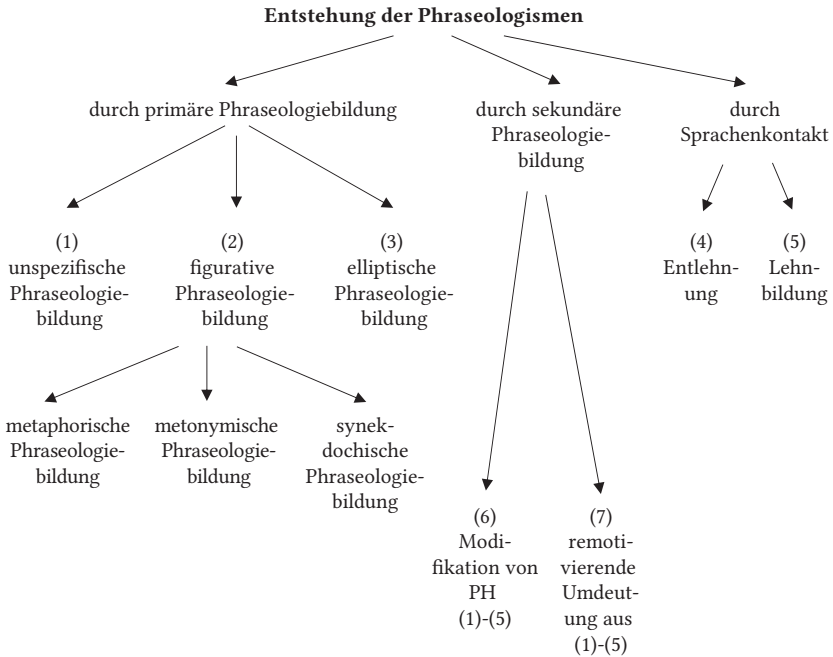 Entstehung der Phraseologismen
durch primäre Phraseologiebildung
durch sekundäre
Phraseologie-
bildung
durch
Sprachenkontakt
(1)
unspezifische
Phraseologie-
bildung
(2)
figurative
Phraseologie-
bildung
(3)
elliptische
Phraseologie-
bildung
(4)
Entlehn-
ung
(5)
Lehn-
bildung
metaphorische
Phraseologie-
bildung
metonymische
Phraseologie-
bildung
synek-
dochische
Phraseologie-
bildung
(6)
Modi-
fikation von
PH
(1)-(5)
(7)
remoti-
vierende
Umdeut-
ung aus
(1)-(5)